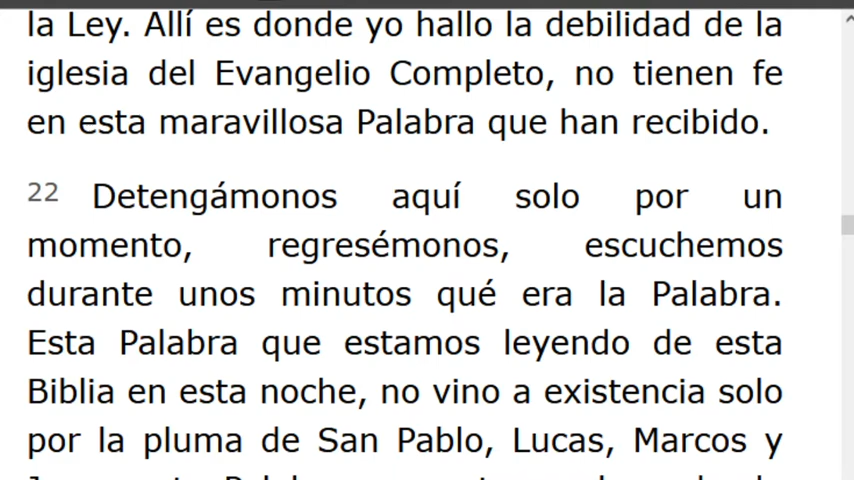 la Ley. Allí es donde yo hallo la debilidad de la
iglesia del Evangelio Completo, no tienen fe
en esta maravillosa Palabra que han recibido.
22 Detengámonos aquí solo por un
momento, regresémonos, escuchemos
durante unos minutos qué era la Palabra.
Esta Palabra que estamos leyendo de esta
Biblia en esta noche, no vino a existencia solo
por la pluma de San Pablo, Lucas, Marcos y